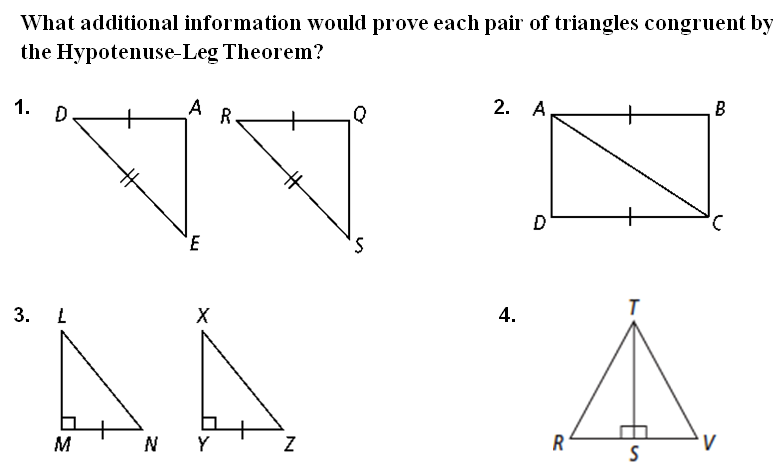 What additional information would prove each pair of triangles congruent by
the Hypotenuse-Leg Theorem?
1. D A R Q
E S
2. A B
D C
3. L X
M N Y Z
4. T
R S V